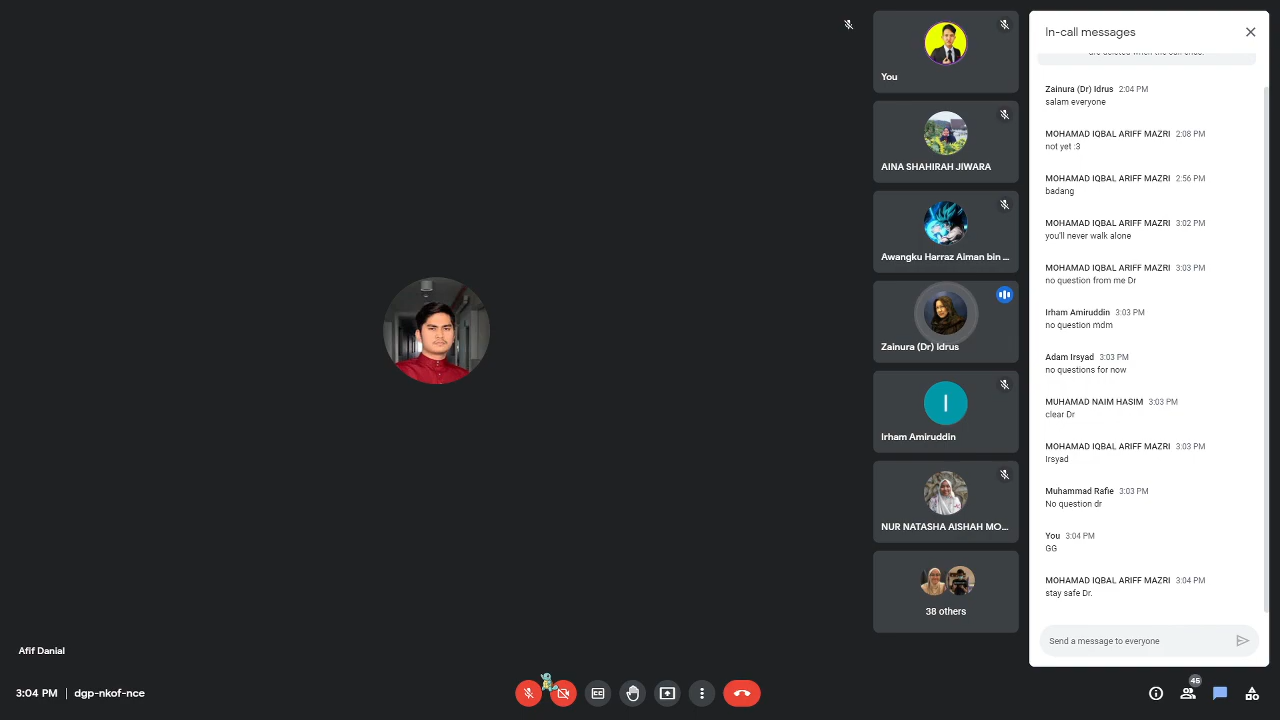 In-call messages
are deleted when the call ends.
Zainura (Dr) Idrus 2:04 PM
salam everyone
MOHAMAD IQBAL ARIFF MAZRI 2:08 PM
not yet :3
MOHAMAD IQBAL ARIFF MAZRI 2:56 PM
badang
MOHAMAD IQBAL ARIFF MAZRI 3:02 PM
you'll never walk alone
MOHAMAD IQBAL ARIFF MAZRI 3:03 PM
no question from me Dr
Irham Amiruddin 3:03 PM
no question mdm
Adam Irsyad 3:03 PM
no questions for now
MUHAMAD NAIM HASIM 3:03 PM
clear Dr
MOHAMAD IQBAL ARIFF MAZRI 3:03 PM
Irsyad
Muhammad Rafie 3:03 PM
No question dr
You 3:04 PM
GG
MOHAMAD IQBAL ARIFF MAZRI 3:04 PM
stay safe Dr.
Send a message to everyone
You
AINA SHAHIRAH JIWARA
Awangku Harraz Aiman bin ...
Zainura (Dr) Idrus
I
Irham Amiruddin
NUR NATASHA AISHAH MO...
38 others
Afif Danial
3:04 PM | dgp-nkof-nce
45